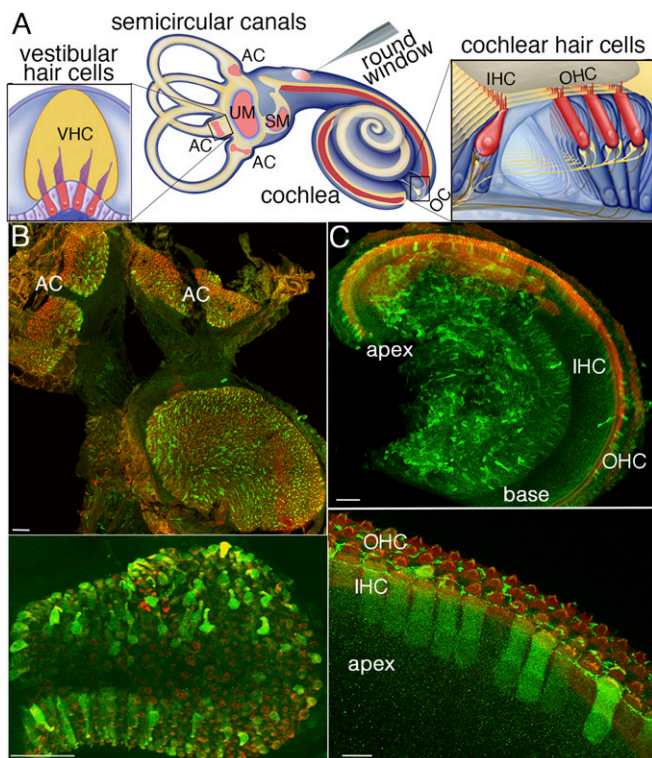 A
semicircular canals
vestibular
hair cells
VHC
AC
UM
SM
AC
AC
round
window
cochlea
OC
cochlear hair cells
IHC
OHC
B
AC
AC
C
apex
IHC
OHC
base
OHC
IHC
apex